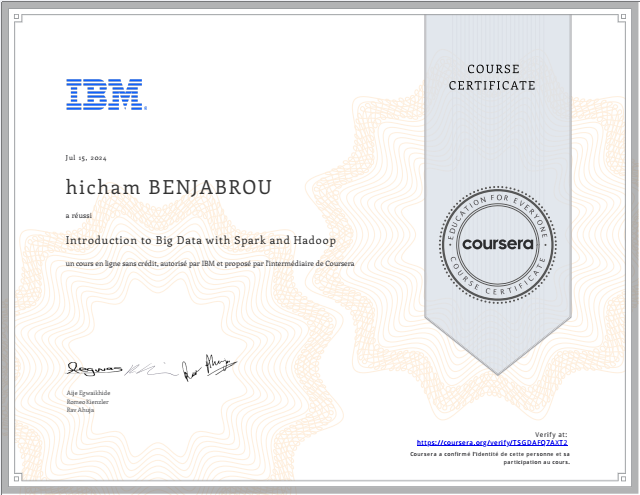 COURSE
CERTIFICATE
IBM
Jul 15, 2024
hicham BENJABROU
a réussi
Introduction to Big Data with Spark and Hadoop
un cours en ligne sans crédit, autorisé par IBM et proposé par l'intermédiaire de Coursera
EDUCATION FOR EVERYONE
coursera
COURSE CERTIFICATE
Aije Egwaikhide
Romeo Kienzler
Rav Ahuja
Verify at:
https://coursera.org/verify/TSGDAFO7AXT2
Coursera a confirmé l'identité de cette personne et sa
participation au cours.